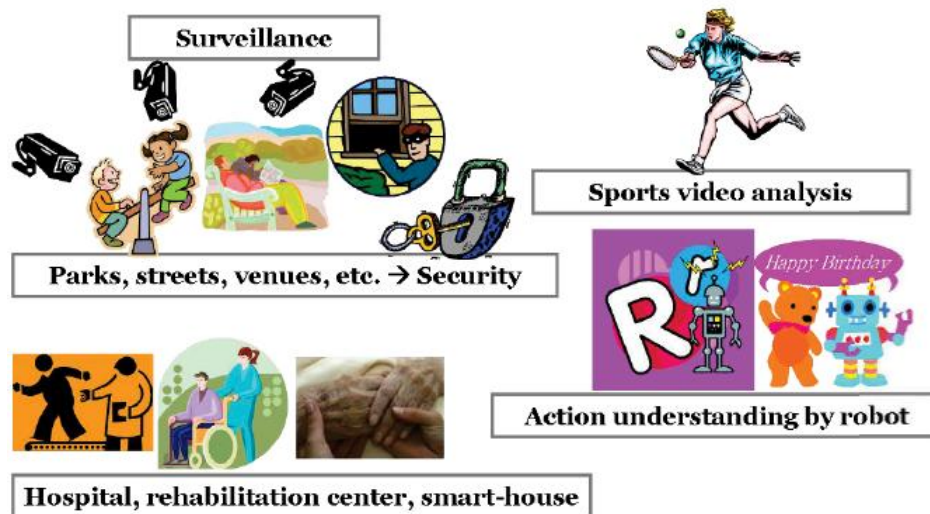 Surveillance
Parks, streets, venues, etc. → Security
Sports video analysis
R
r
Happy Birthday
Action understanding by robot
Hospital, rehabilitation center, smart-house